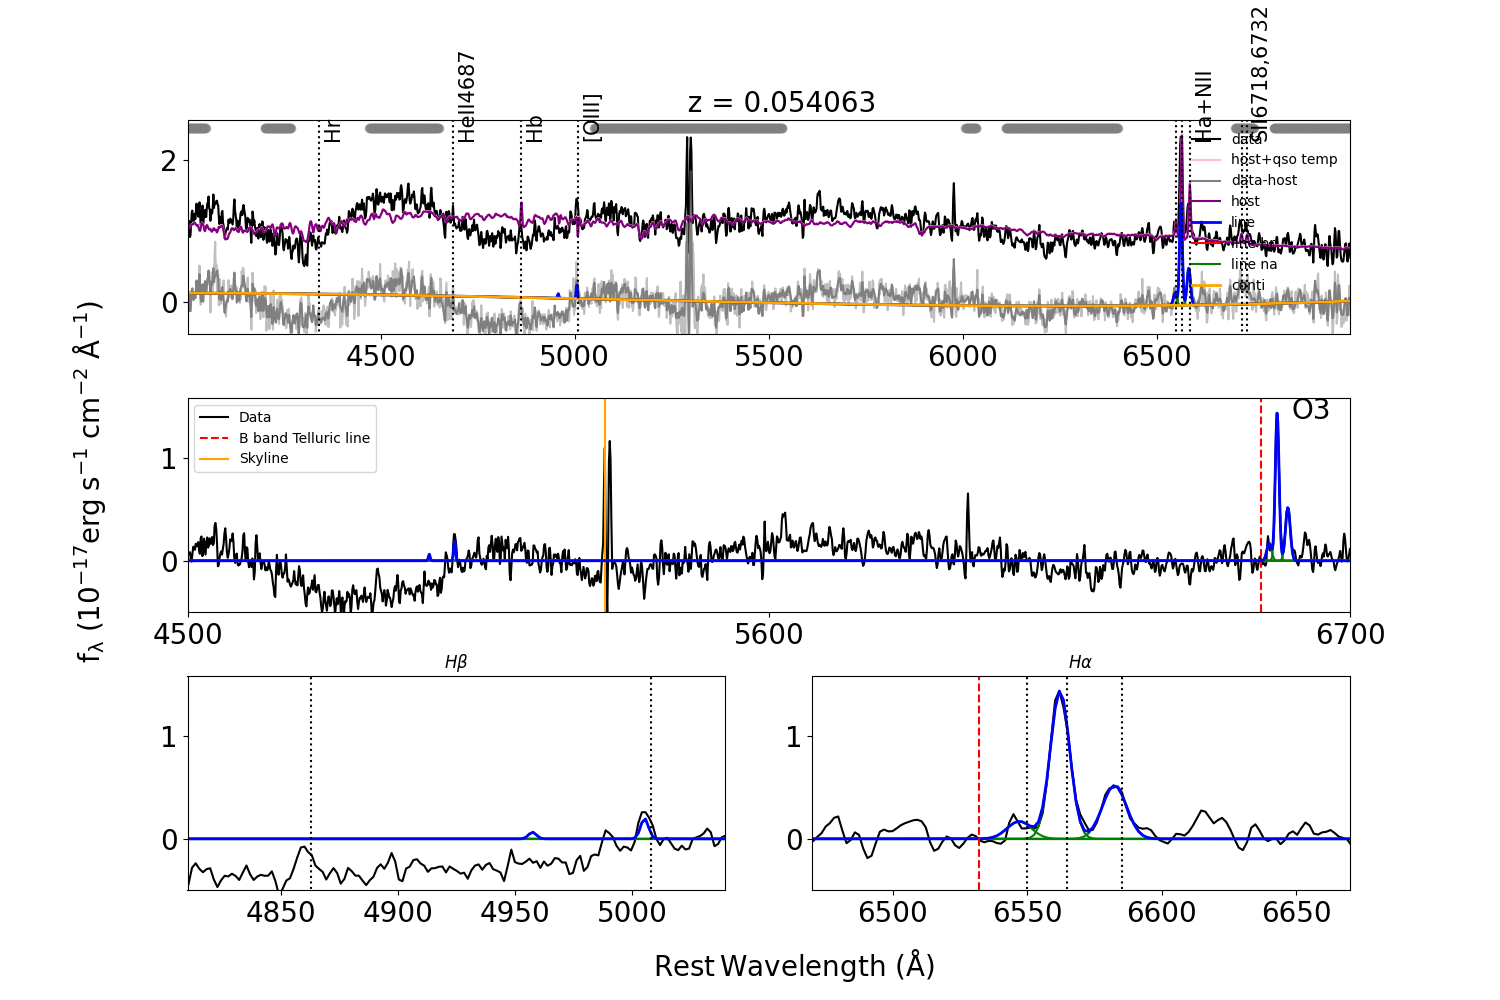 z = 0.054063
Hr
HeII4687
Hb
[OIII]
Ha+NII
SII6718,6732
data
host+qso temp
data-host
host
line
line na
conti
2
0
4500 5000 5500 6000 6500
fλ (10⁻¹⁷erg s⁻¹ cm⁻² Å⁻¹)
Data
B band Telluric line
Skyline
O3
1
0
4500 5600 6700
Hβ
1
0
4850 4900 4950 5000
Hα
1
0
6500 6550 6600 6650
Rest Wavelength (Å)